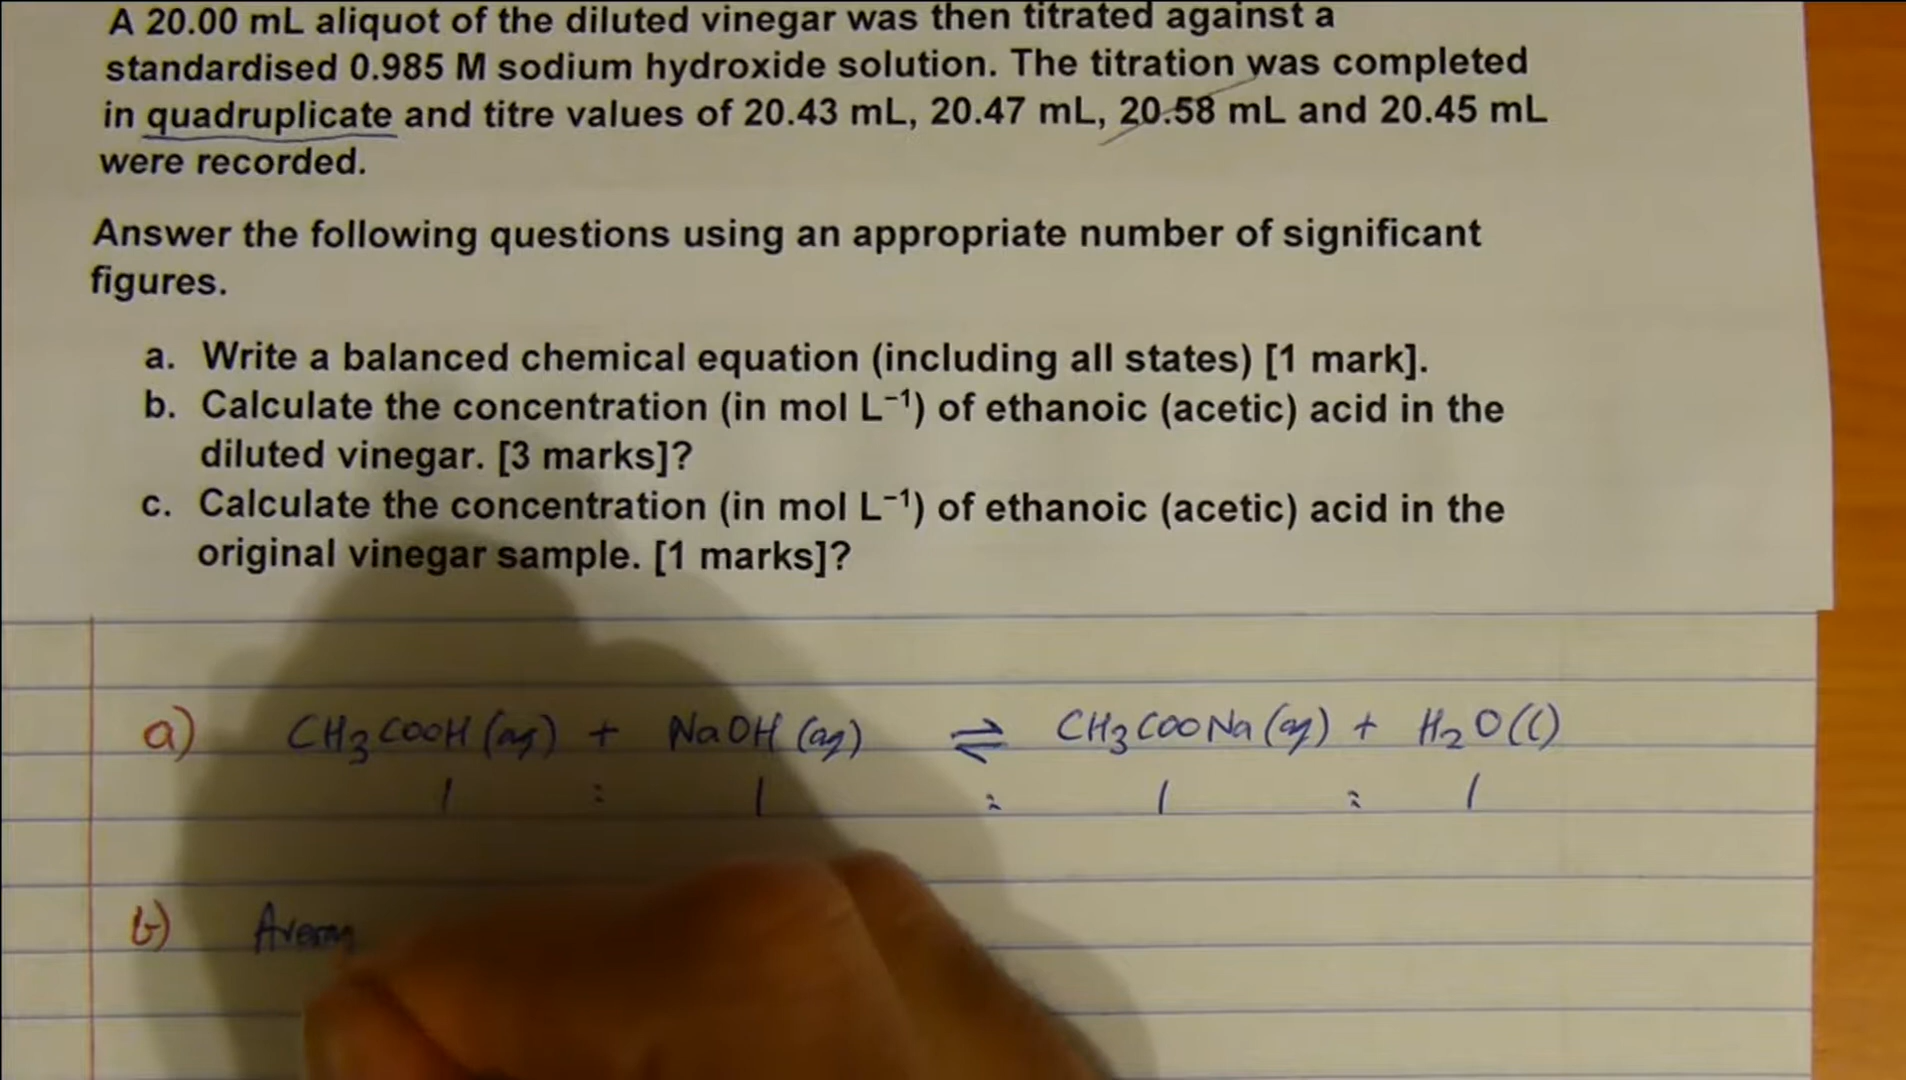 A 20.00 mL aliquot of the diluted vinegar was then titrated against a
standardised 0.985 M sodium hydroxide solution. The titration was completed
in quadruplicate and titre values of 20.43 mL, 20.47 mL, 20.58 mL and 20.45 mL
were recorded.
Answer the following questions using an appropriate number of significant
figures.
a. Write a balanced chemical equation (including all states) [1 mark].
b. Calculate the concentration (in mol L⁻¹) of ethanoic (acetic) acid in the
diluted vinegar. [3 marks]?
c. Calculate the concentration (in mol L⁻¹) of ethanoic (acetic) acid in the
original vinegar sample. [1 marks]?
a) CH₃COOH (aq) + NaOH (aq) ⇌ CH₃COONa (aq) + H₂O(l)
1 : 1 : 1 : 1
b)